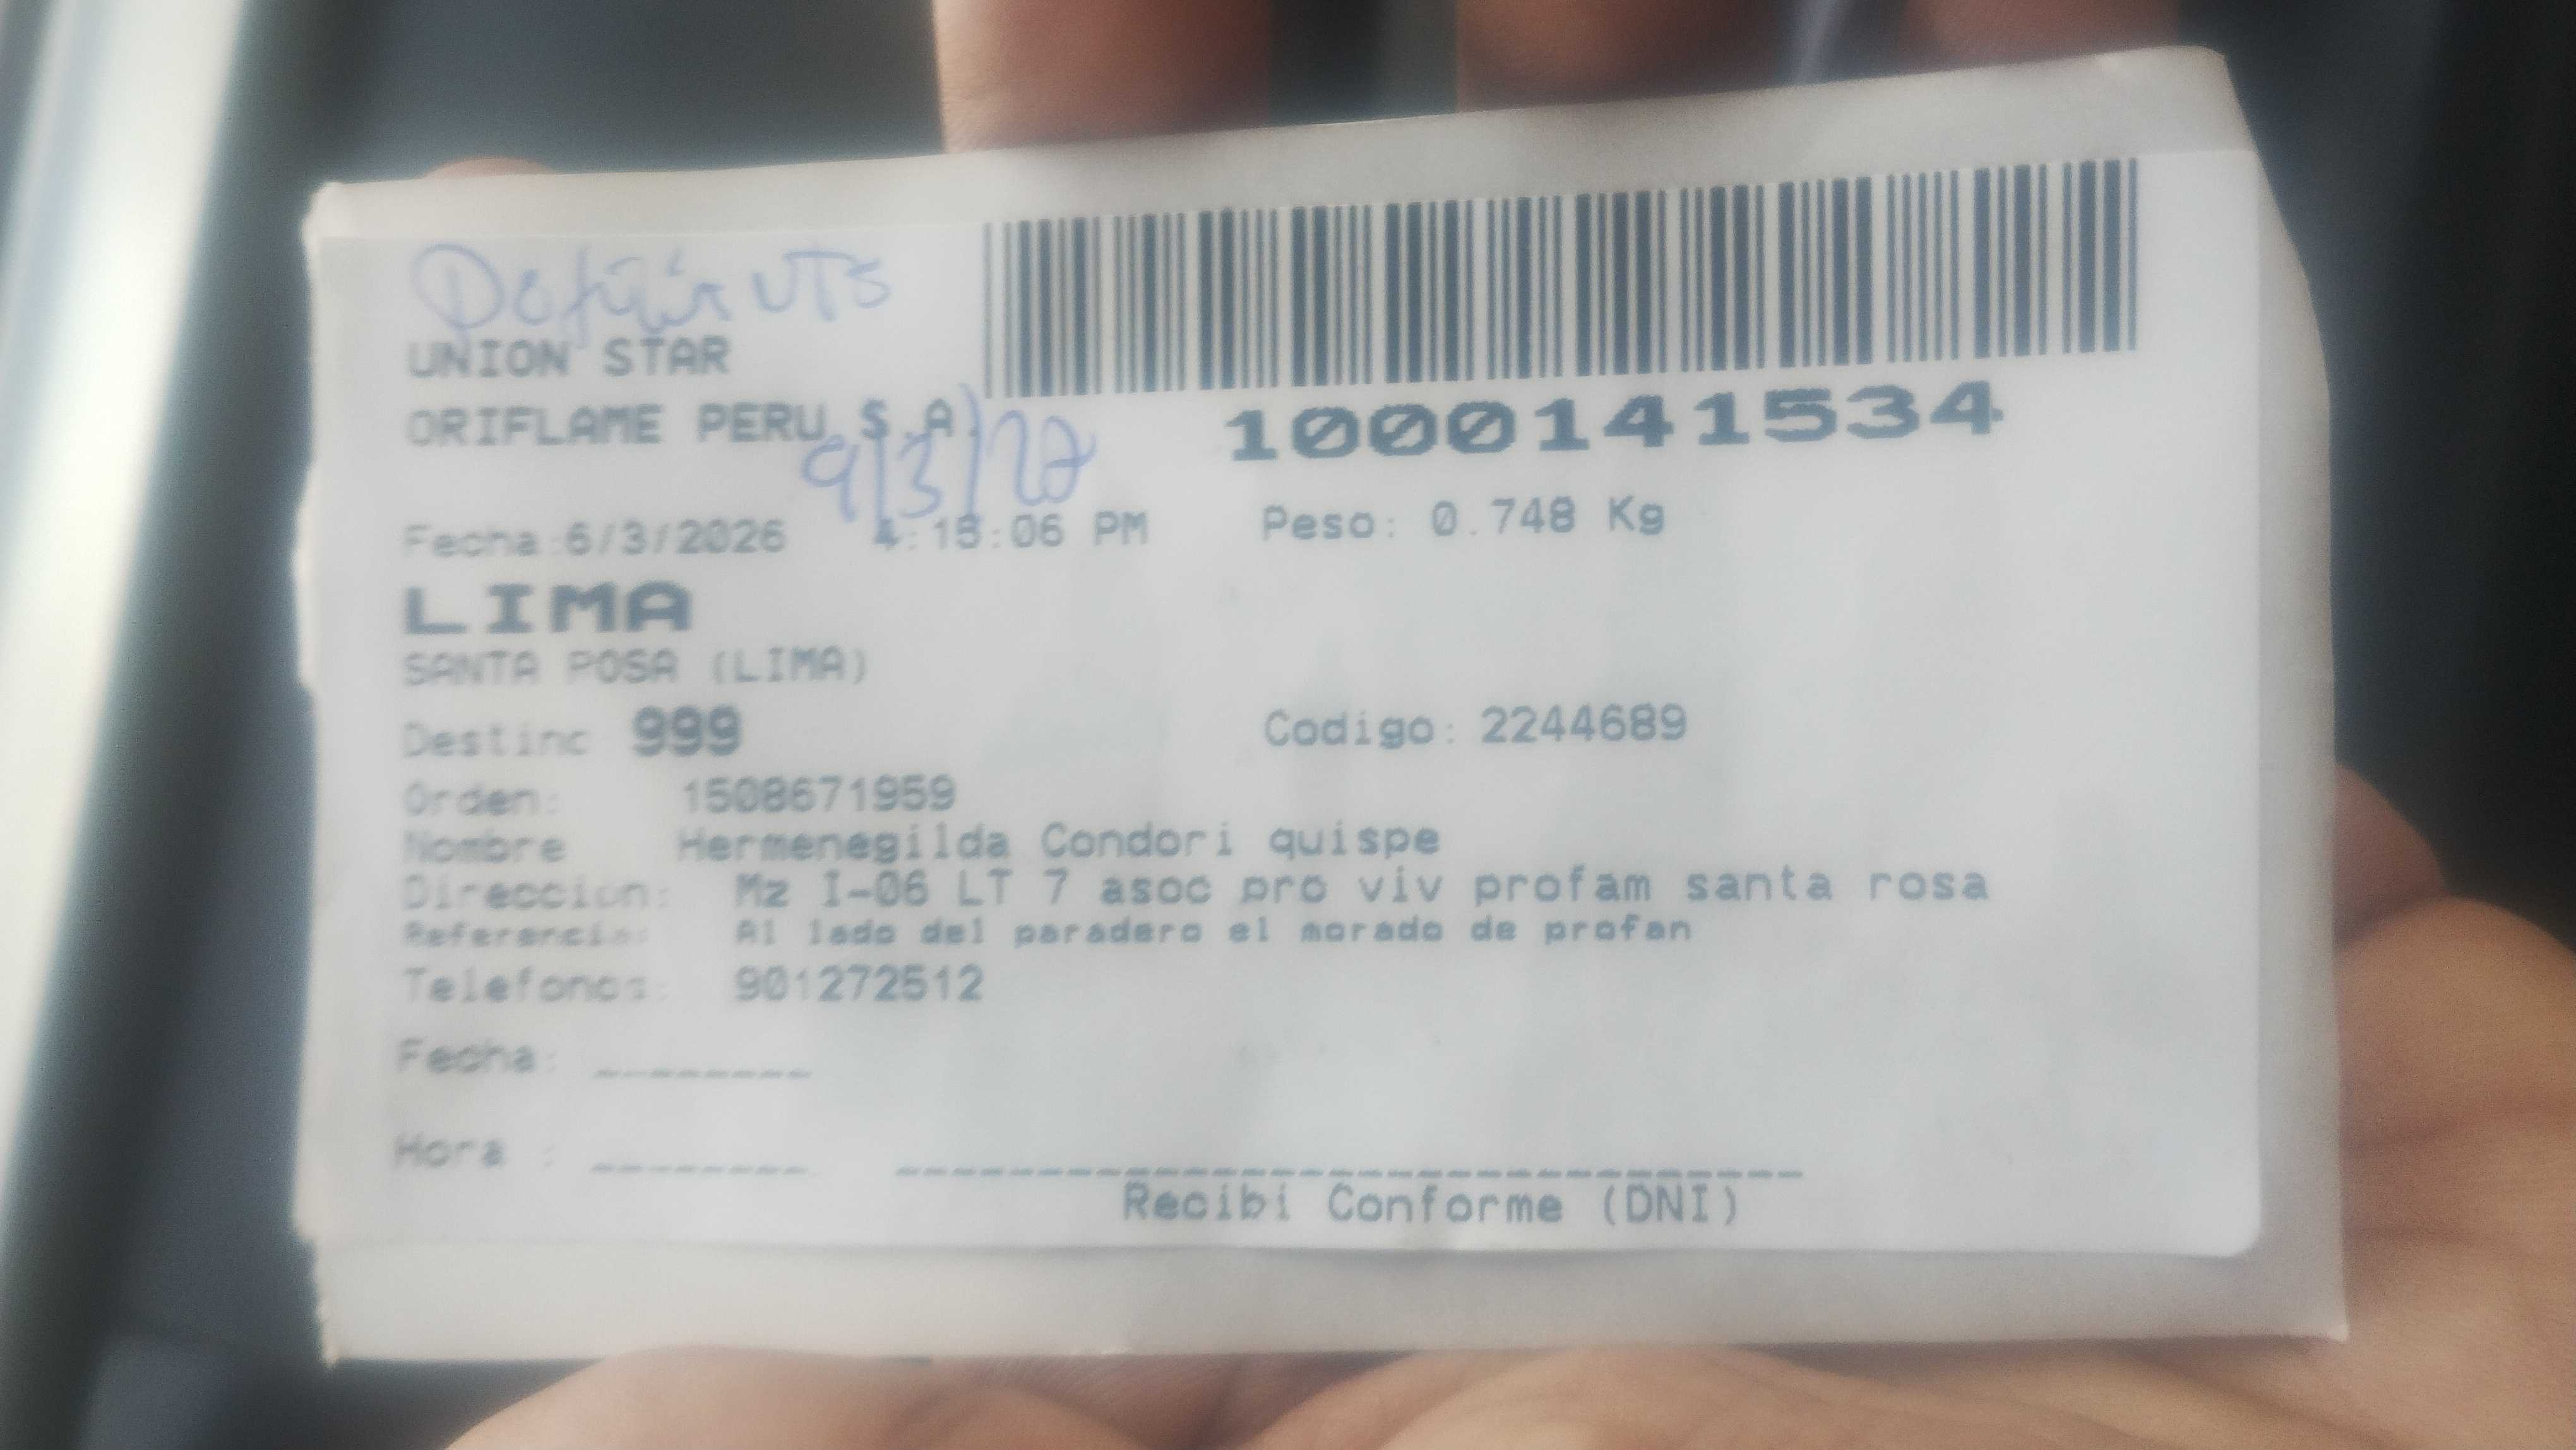 UTS
UNION STAR
ORIFLAME PERU S.A.
1000141534
9/3/22
Fecha:6/3/2026 4:15:06 PM Peso: 0.748 Kg
LIMA
SANTA ROSA (LIMA)
Destino 999 Codigo: 2244689
Orden: 1508671959
Nombre Hermenegilda Condori quispe
Direccion: Mz I-06 LT 7 asoc pro viv profam santa rosa
Referencia: Al lado del paradero el morado de profan
Telefonos: 901272512
Fecha:
Hora :
Recibí Conforme (DNI)